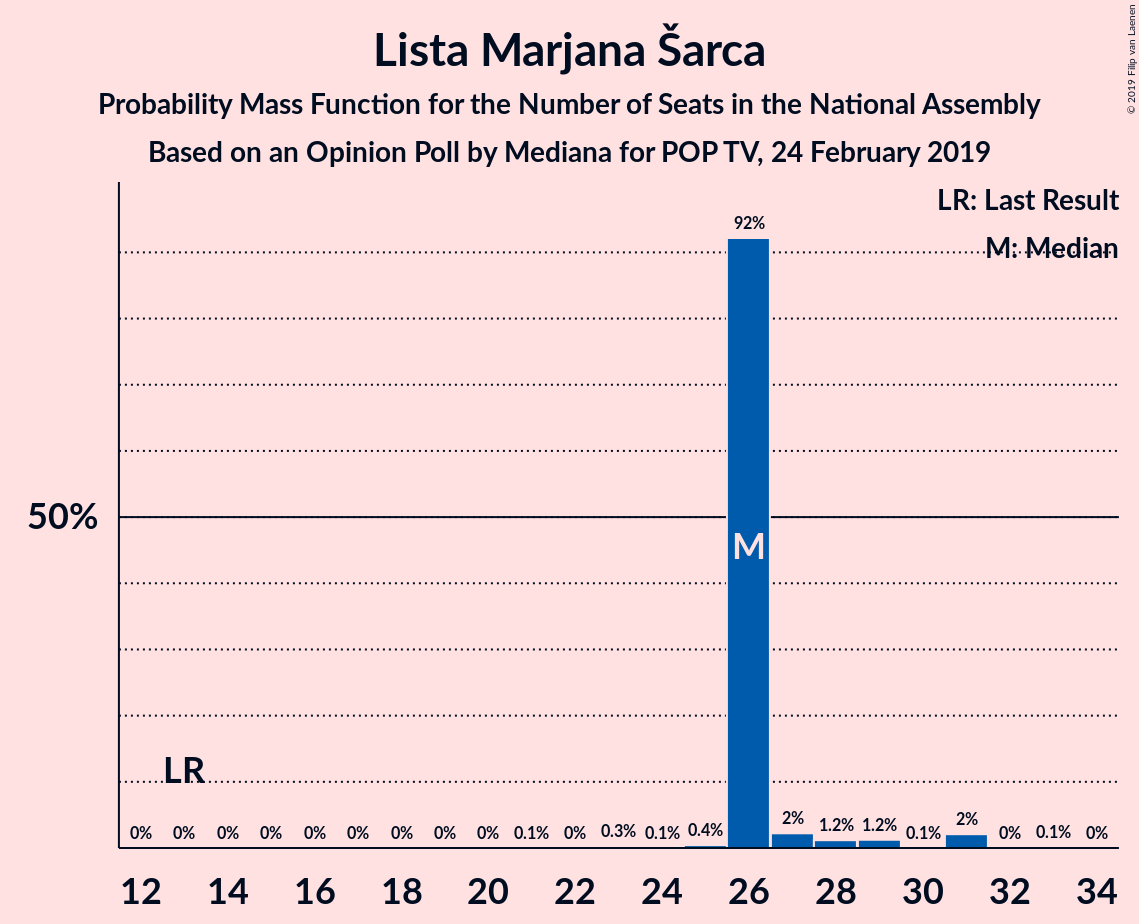 Lista Marjana Šarca
Probability Mass Function for the Number of Seats in the National Assembly
Based on an Opinion Poll by Mediana for POP TV, 24 February 2019
© 2019 Filip van Laenen
LR: Last Result
M: Median
92%
50%
M
LR
0% 0% 0% 0% 0% 0% 0% 0% 0% 0.1% 0% 0.3% 0.1% 0.4% 2% 1.2% 1.2% 0.1% 2% 0% 0.1% 0%
12 14 16 18 20 22 24 26 28 30 32 34